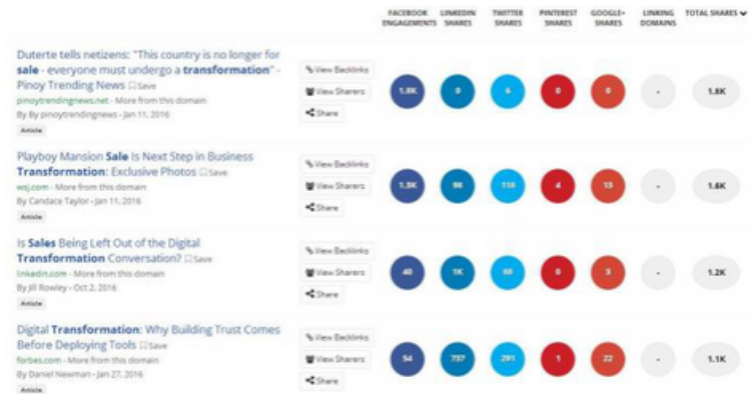 FACEBOOK ENGAGEMENTS LINKEDIN SHARES TWITTER SHARES PINTEREST SHARES GOOGLE+ SHARES LINKING DOMAINS TOTAL SHARES
Duterte tells netizens: "This country is no longer for
sale - everyone must undergo a transformation" -
Pinoy Trending News Save
pinoytrendingnews.net - More from this domain
By By pinoytrendingnews - Jan 11, 2016
Article
View Backlinks
View Sharers
Share
1.8K 0 6 0 0 - 1.8K
Playboy Mansion Sale Is Next Step in Business
Transformation: Exclusive Photos Save
wsj.com - More from this domain
By Candace Taylor - Jan 11, 2016
Article
View Backlinks
View Sharers
Share
1.3K 98 118 4 13 - 1.6K
Is Sales Being Left Out of the Digital
Transformation Conversation? Save
linkedin.com - More from this domain
By Jill Rowley - Oct 2, 2016
Article
View Backlinks
View Sharers
Share
40 1K 88 0 3 - 1.2K
Digital Transformation: Why Building Trust Comes
Before Deploying Tools Save
forbes.com - More from this domain
By Daniel Newman - Jan 27, 2016
Article
View Backlinks
View Sharers
Share
54 737 291 1 22 - 1.1K